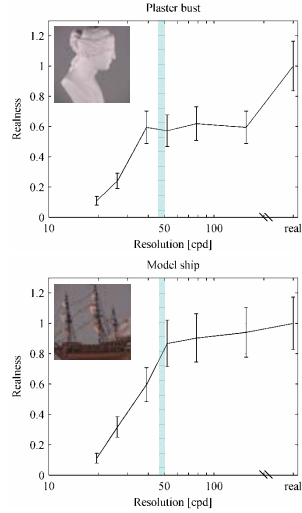 Plaster bust
1.2
1
0.8
0.6
0.4
0.2
0
Realness
10
50
100
real
Resolution [cpd]
Model ship
1.2
1
0.8
0.6
0.4
0.2
0
Realness
10
50
100
real
Resolution [cpd]